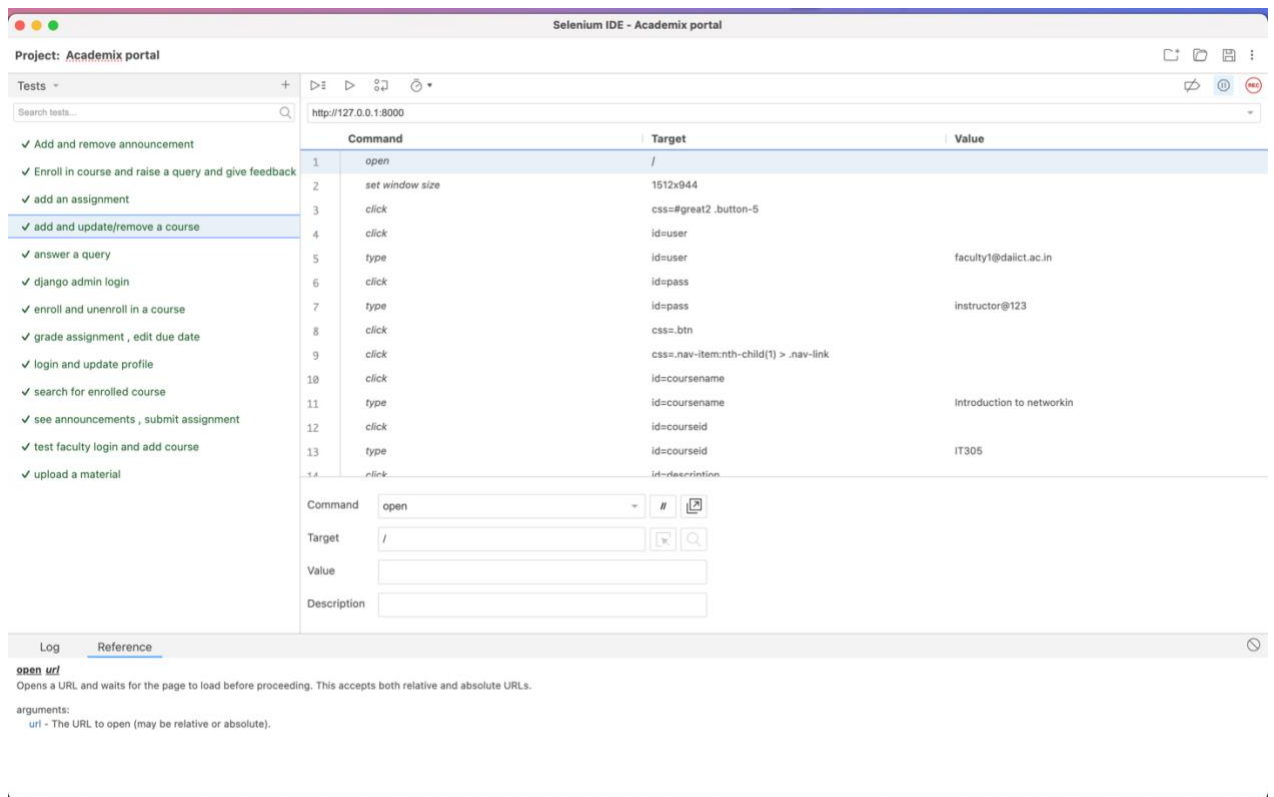 Selenium IDE - Academix portal
Project: Academix portal
Tests
Search tests...
http://127.0.0.1:8000
REC
✓ Add and remove announcement
✓ Enroll in course and raise a query and give feedback
✓ add an assignment
✓ add and update/remove a course
✓ answer a query
✓ django admin login
✓ enroll and unenroll in a course
✓ grade assignment , edit due date
✓ login and update profile
✓ search for enrolled course
✓ see announcements , submit assignment
✓ test faculty login and add course
✓ upload a material
Command Target Value
1 open /
2 set window size 1512x944
3 click css=#great2 .button-5
4 click id=user
5 type id=user faculty1@daiict.ac.in
6 click id=pass
7 type id=pass instructor@123
8 click css=.btn
9 click css=.nav-item:nth-child(1) > .nav-link
10 click id=coursename
11 type id=coursename Introduction to networkin
12 click id=courseid
13 type id=courseid IT305
14 click id=description
Command open //
Target /
Value
Description
Log Reference
open url
Opens a URL and waits for the page to load before proceeding. This accepts both relative and absolute URLs.
arguments:
url - The URL to open (may be relative or absolute).